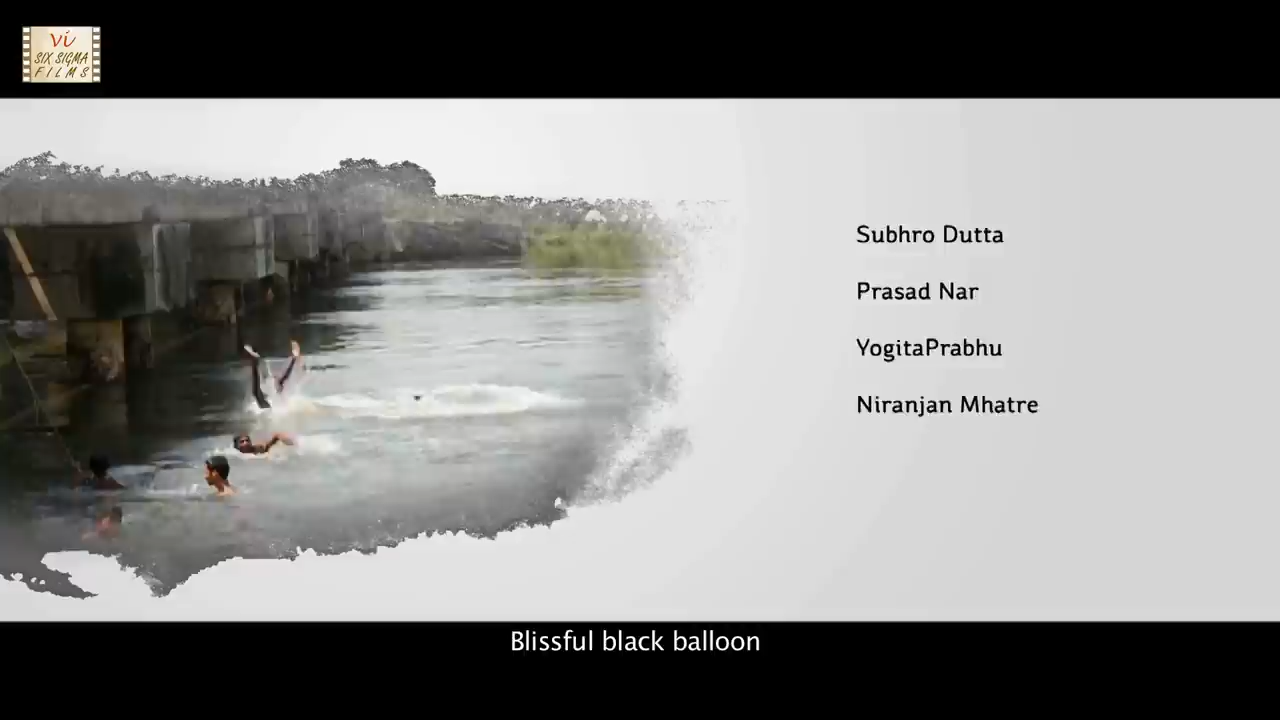 vi
SIX SIGMA
FILMS
Subhro Dutta
Prasad Nar
YogitaPrabhu
Niranjan Mhatre
Blissful black balloon